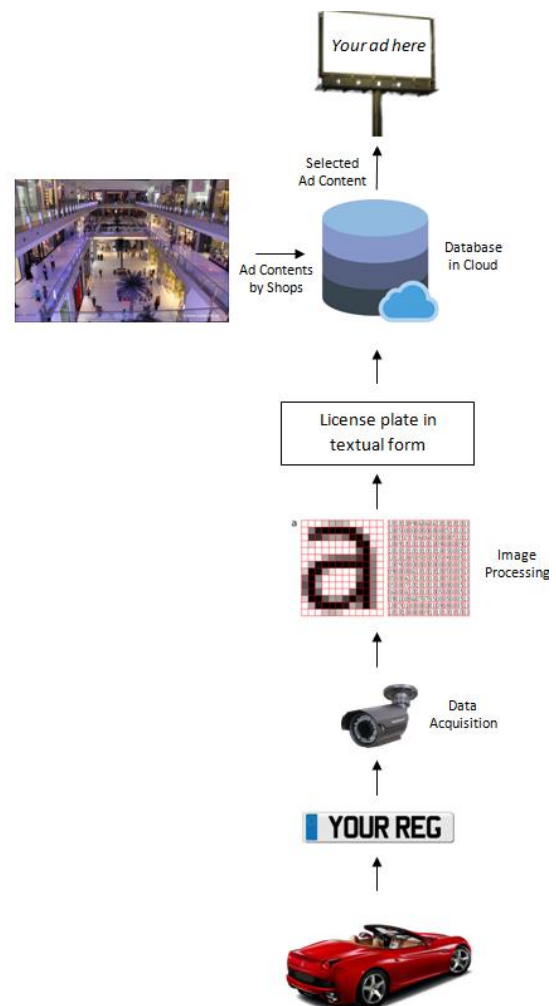 Your ad here
Selected
Ad Content
Ad Contents
by Shops
Database
in Cloud
License plate in
textual form
a
Image
Processing
Data
Acquisition
YOUR REG